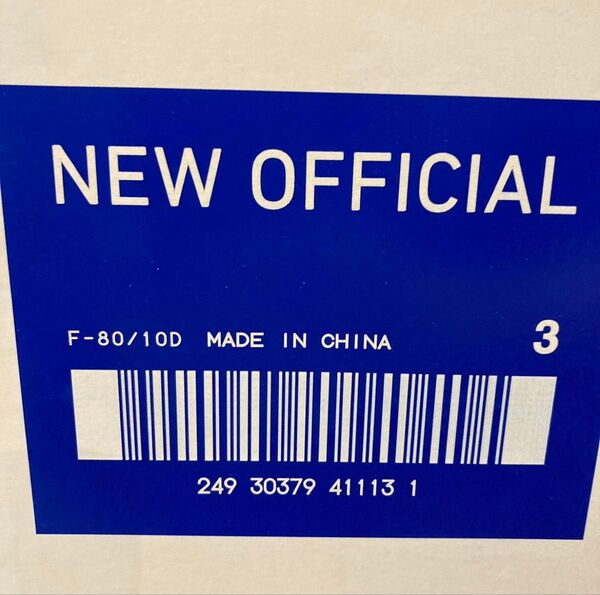 NEW OFFICIAL
F-80/10D MADE IN CHINA 3
249 30379 41113 1